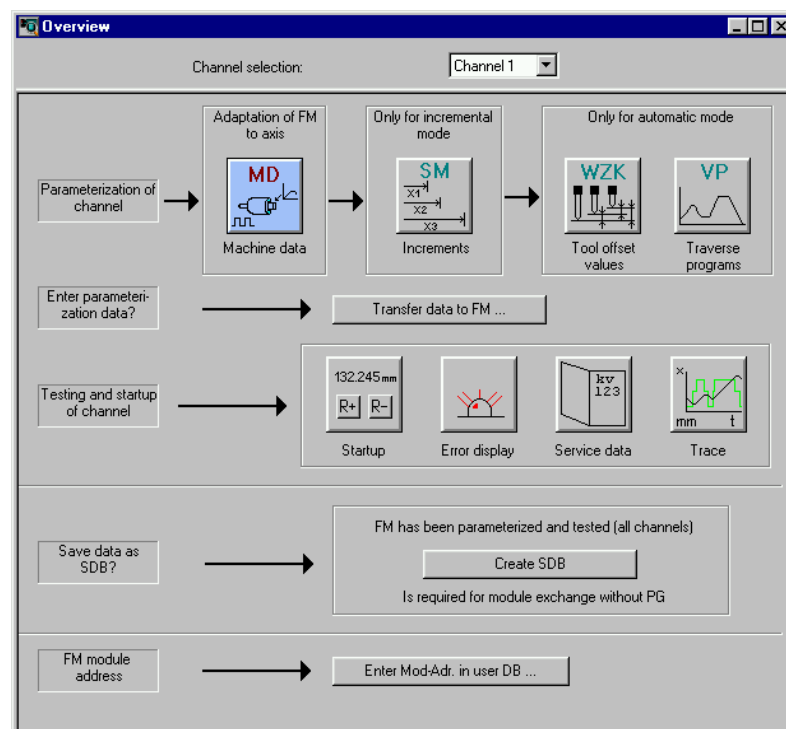 Overview
Channel selection:
Channel 1
Adaptation of FM
to axis
Only for incremental
mode
Only for automatic mode
Parameterization of
channel
MD
Machine data
SM
X1
X2
X3
Increments
WZK
Tool offset
values
VP
Traverse
programs
Enter parameteri-
zation data?
Transfer data to FM ...
Testing and startup
of channel
132.245mm
R+ R-
Startup
Error display
kv
123
Service data
x
mm t
Trace
Save data as
SDB?
FM has been parameterized and tested (all channels)
Create SDB
Is required for module exchange without PG
FM module
address
Enter Mod-Adr. in user DB ...